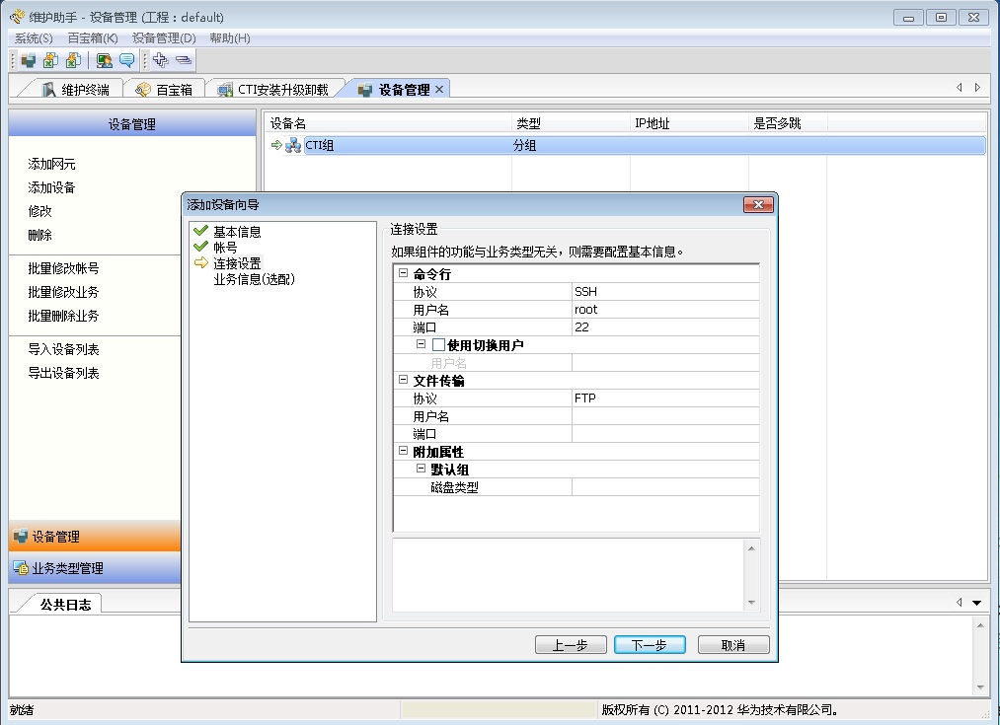 维护助手 - 设备管理 (工程：default)
系统(S) 百宝箱(K) 设备管理(D) 帮助(H)
维护终端 百宝箱 CTI安装升级卸载 设备管理
设备管理
设备名 类型 IP地址 是否多跳
CTI组 分组
添加网元
添加设备
修改
删除
批量修改帐号
批量修改业务
批量删除业务
导入设备列表
导出设备列表
设备管理
业务类型管理
添加设备向导
基本信息
帐号
连接设置
业务信息(选配)
连接设置
如果组件的功能与业务类型无关，则需要配置基本信息。
命令行
协议 SSH
用户名 root
端口 22
使用切换用户
用户名
文件传输
协议 FTP
用户名
端口
附加属性
默认组
磁盘类型
上一步 下一步 取消
公共日志
就绪 版权所有 (C) 2011-2012 华为技术有限公司。